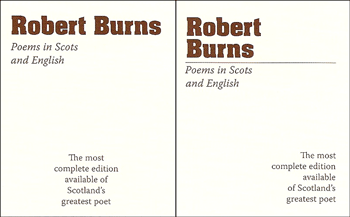 Robert Burns
Poems in Scots
and English
The most
complete edition
available of
Scotland's
greatest poet
Robert
Burns
Poems in Scots
and English
The most
complete edition
available
of Scotland's
greatest poet